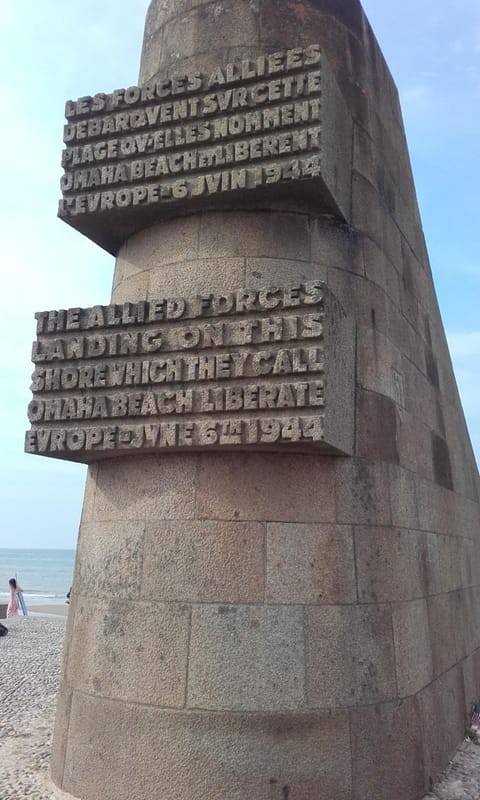 LES FORCES ALLIEES
DEBARQVENT SVR CETTE
PLAGE QV-ELLES NOMMENT
OMAHA BEACH ET LIBERENT
L-EVROPE-6 JVIN 1944
THE ALLIED FORCES
LANDING ON THIS
SHORE WHICH THEY CALL
OMAHA BEACH LIBERATE
EVROPE-JVNE 6TH 1944